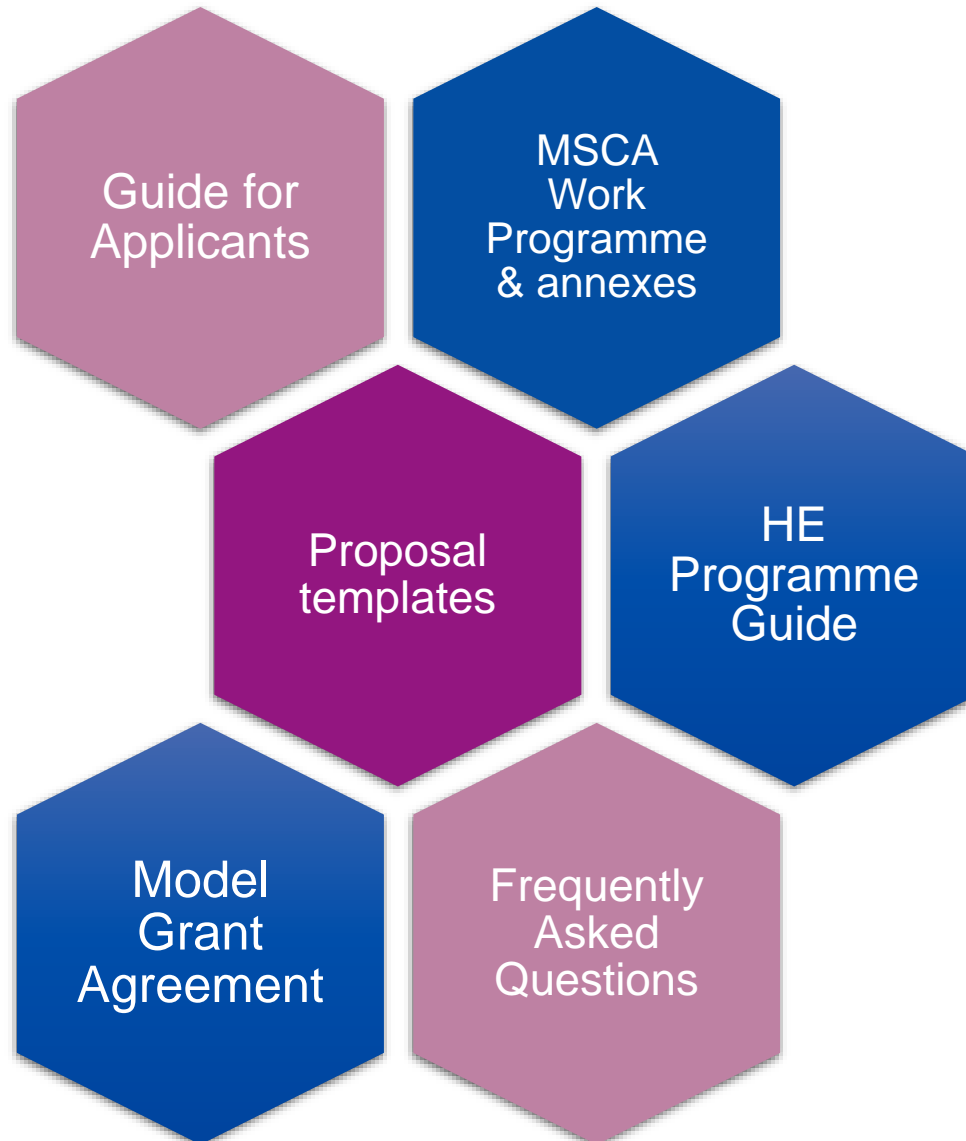 Guide for
Applicants
MSCA
Work
Programme
& annexes
Proposal
templates
HE
Programme
Guide
Model
Grant
Agreement
Frequently
Asked
Questions